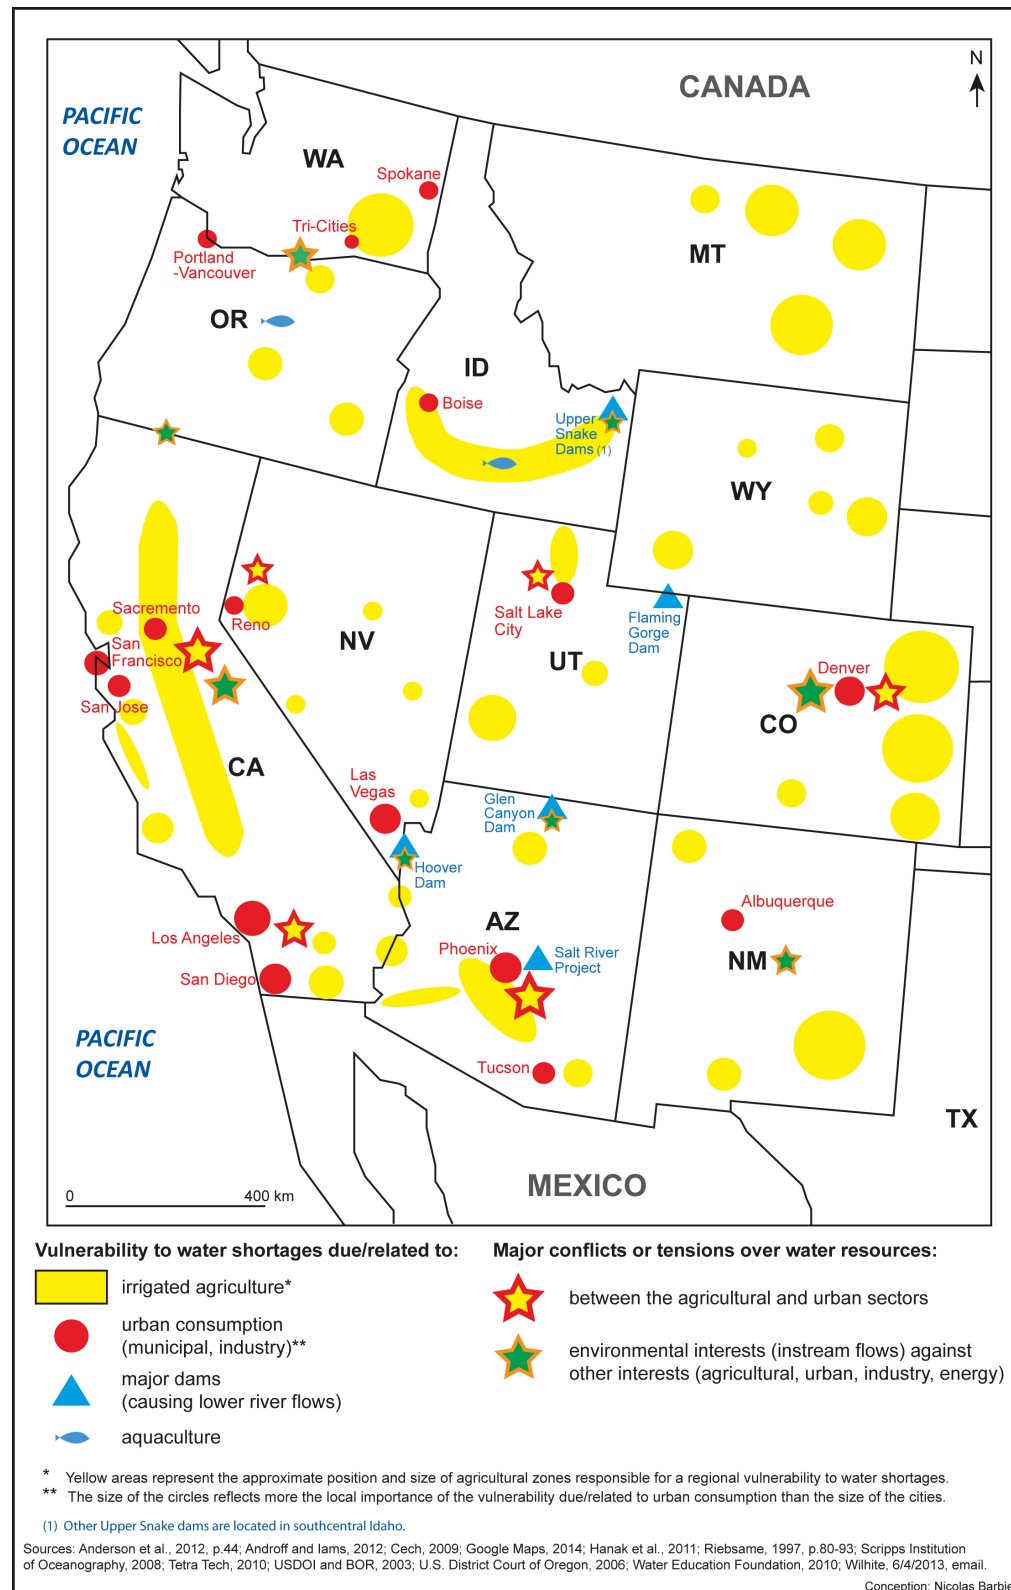 N
CANADA
PACIFIC
OCEAN
WA
Spokane
Tri-Cities
Portland
-Vancouver
MT
OR
ID
Boise
Upper
Snake
Dams (1)
WY
Sacremento
San
Francisco
San Jose
Reno
NV
Salt Lake
City
UT
Flaming
Gorge
Dam
Denver
CO
CA
Las
Vegas
Glen
Canyon
Dam
Hoover
Dam
Los Angeles
San Diego
AZ
Phoenix
Salt River
Project
Albuquerque
NM
Tucson
PACIFIC
OCEAN
TX
MEXICO
0 400 km
Vulnerability to water shortages due/related to:
irrigated agriculture*
urban consumption
(municipal, industry)**
major dams
(causing lower river flows)
aquaculture
Major conflicts or tensions over water resources:
between the agricultural and urban sectors
environmental interests (instream flows) against
other interests (agricultural, urban, industry, energy)
* Yellow areas represent the approximate position and size of agricultural zones responsible for a regional vulnerability to water shortages.
** The size of the circles reflects more the local importance of the vulnerability due/related to urban consumption than the size of the cities.
(1) Other Upper Snake dams are located in southcentral Idaho.
Sources: Anderson et al., 2012, p.44; Androff and Iams, 2012; Cech, 2009; Google Maps, 2014; Hanak et al., 2011; Riebsame, 1997, p.80-93; Scripps Institution
of Oceanography, 2008; Tetra Tech, 2010; USDOI and BOR, 2003; U.S. District Court of Oregon, 2006; Water Education Foundation, 2010; Wilhite, 6/4/2013, email.
Conception: Nicolas Barbie